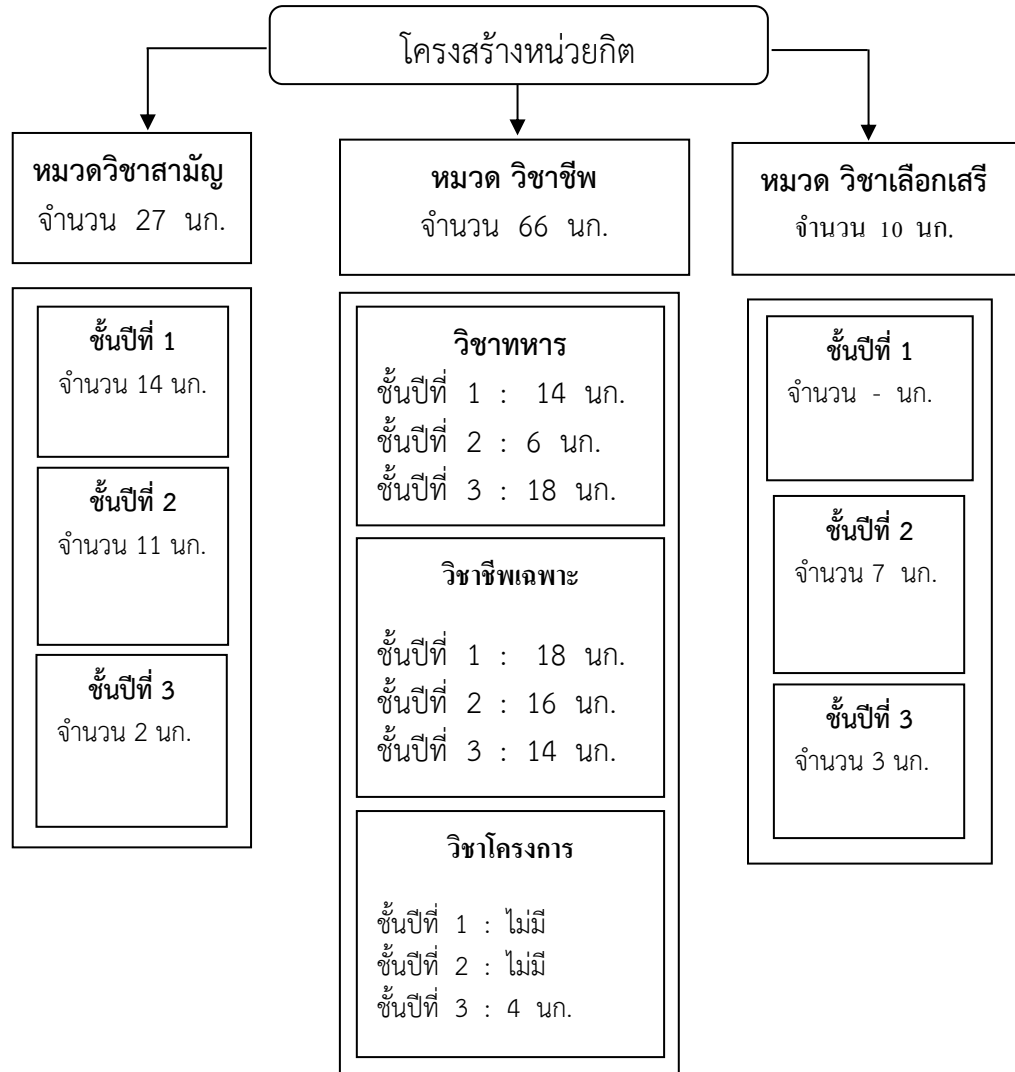 โครงสร้างหน่วยกิต
หมวดวิชาสามัญ
จำนวน 27 นก.
ชั้นปีที่ 1
จำนวน 14 นก.
ชั้นปีที่ 2
จำนวน 11 นก.
ชั้นปีที่ 3
จำนวน 2 นก.
หมวด วิชาชีพ
จำนวน 66 นก.
วิชาทหาร
ชั้นปีที่ 1 : 14 นก.
ชั้นปีที่ 2 : 6 นก.
ชั้นปีที่ 3 : 18 นก.
วิชาชีพเฉพาะ
ชั้นปีที่ 1 : 18 นก.
ชั้นปีที่ 2 : 16 นก.
ชั้นปีที่ 3 : 14 นก.
วิชาโครงการ
ชั้นปีที่ 1 : ไม่มี
ชั้นปีที่ 2 : ไม่มี
ชั้นปีที่ 3 : 4 นก.
หมวด วิชาเลือกเสรี
จำนวน 10 นก.
ชั้นปีที่ 1
จำนวน - นก.
ชั้นปีที่ 2
จำนวน 7 นก.
ชั้นปีที่ 3
จำนวน 3 นก.